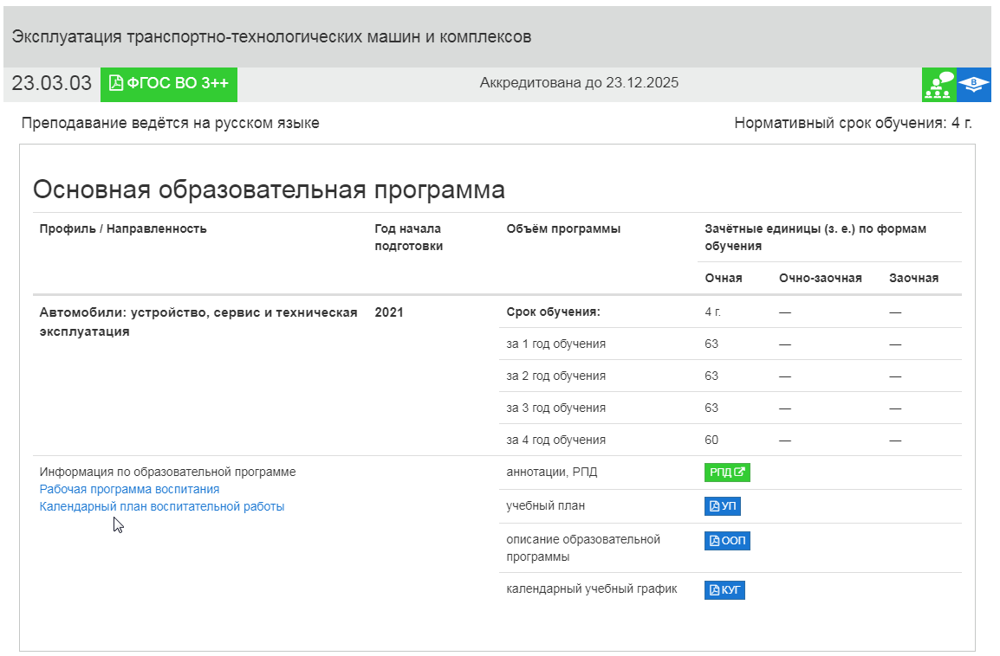 Эксплуатация транспортно-технологических машин и комплексов
23.03.03 ФГОС ВО 3++ Аккредитована до 23.12.2025 В
Преподавание ведётся на русском языке Нормативный срок обучения: 4 г.
Основная образовательная программа
Профиль / Направленность Год начала подготовки Объём программы Зачётные единицы (з. е.) по формам обучения
Очная Очно-заочная Заочная
Автомобили: устройство, сервис и техническая эксплуатация 2021 Срок обучения: 4 г. — —
за 1 год обучения 63 — —
за 2 год обучения 63 — —
за 3 год обучения 63 — —
за 4 год обучения 60 — —
Информация по образовательной программе
Рабочая программа воспитания
Календарный план воспитательной работы
аннотации, РПД РПД
учебный план УП
описание образовательной программы ООП
календарный учебный график КУГ